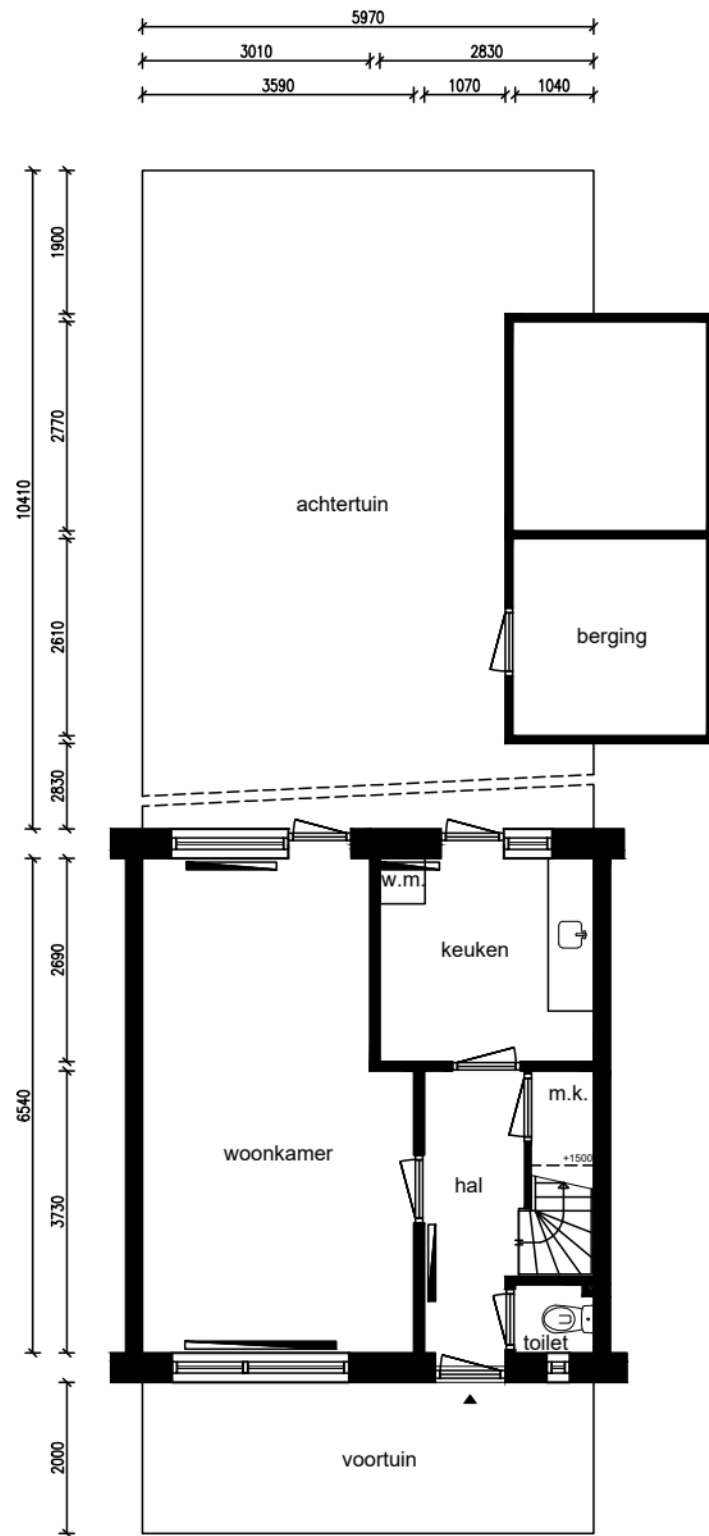 5970
3010 2830
3590 1070 1040
1900
2770
10410
achtertuin
2610
berging
2830
w.m.
2690
keuken
m.k.
6540
woonkamer
+1500
hal
3730
toilet
voortuin
2000